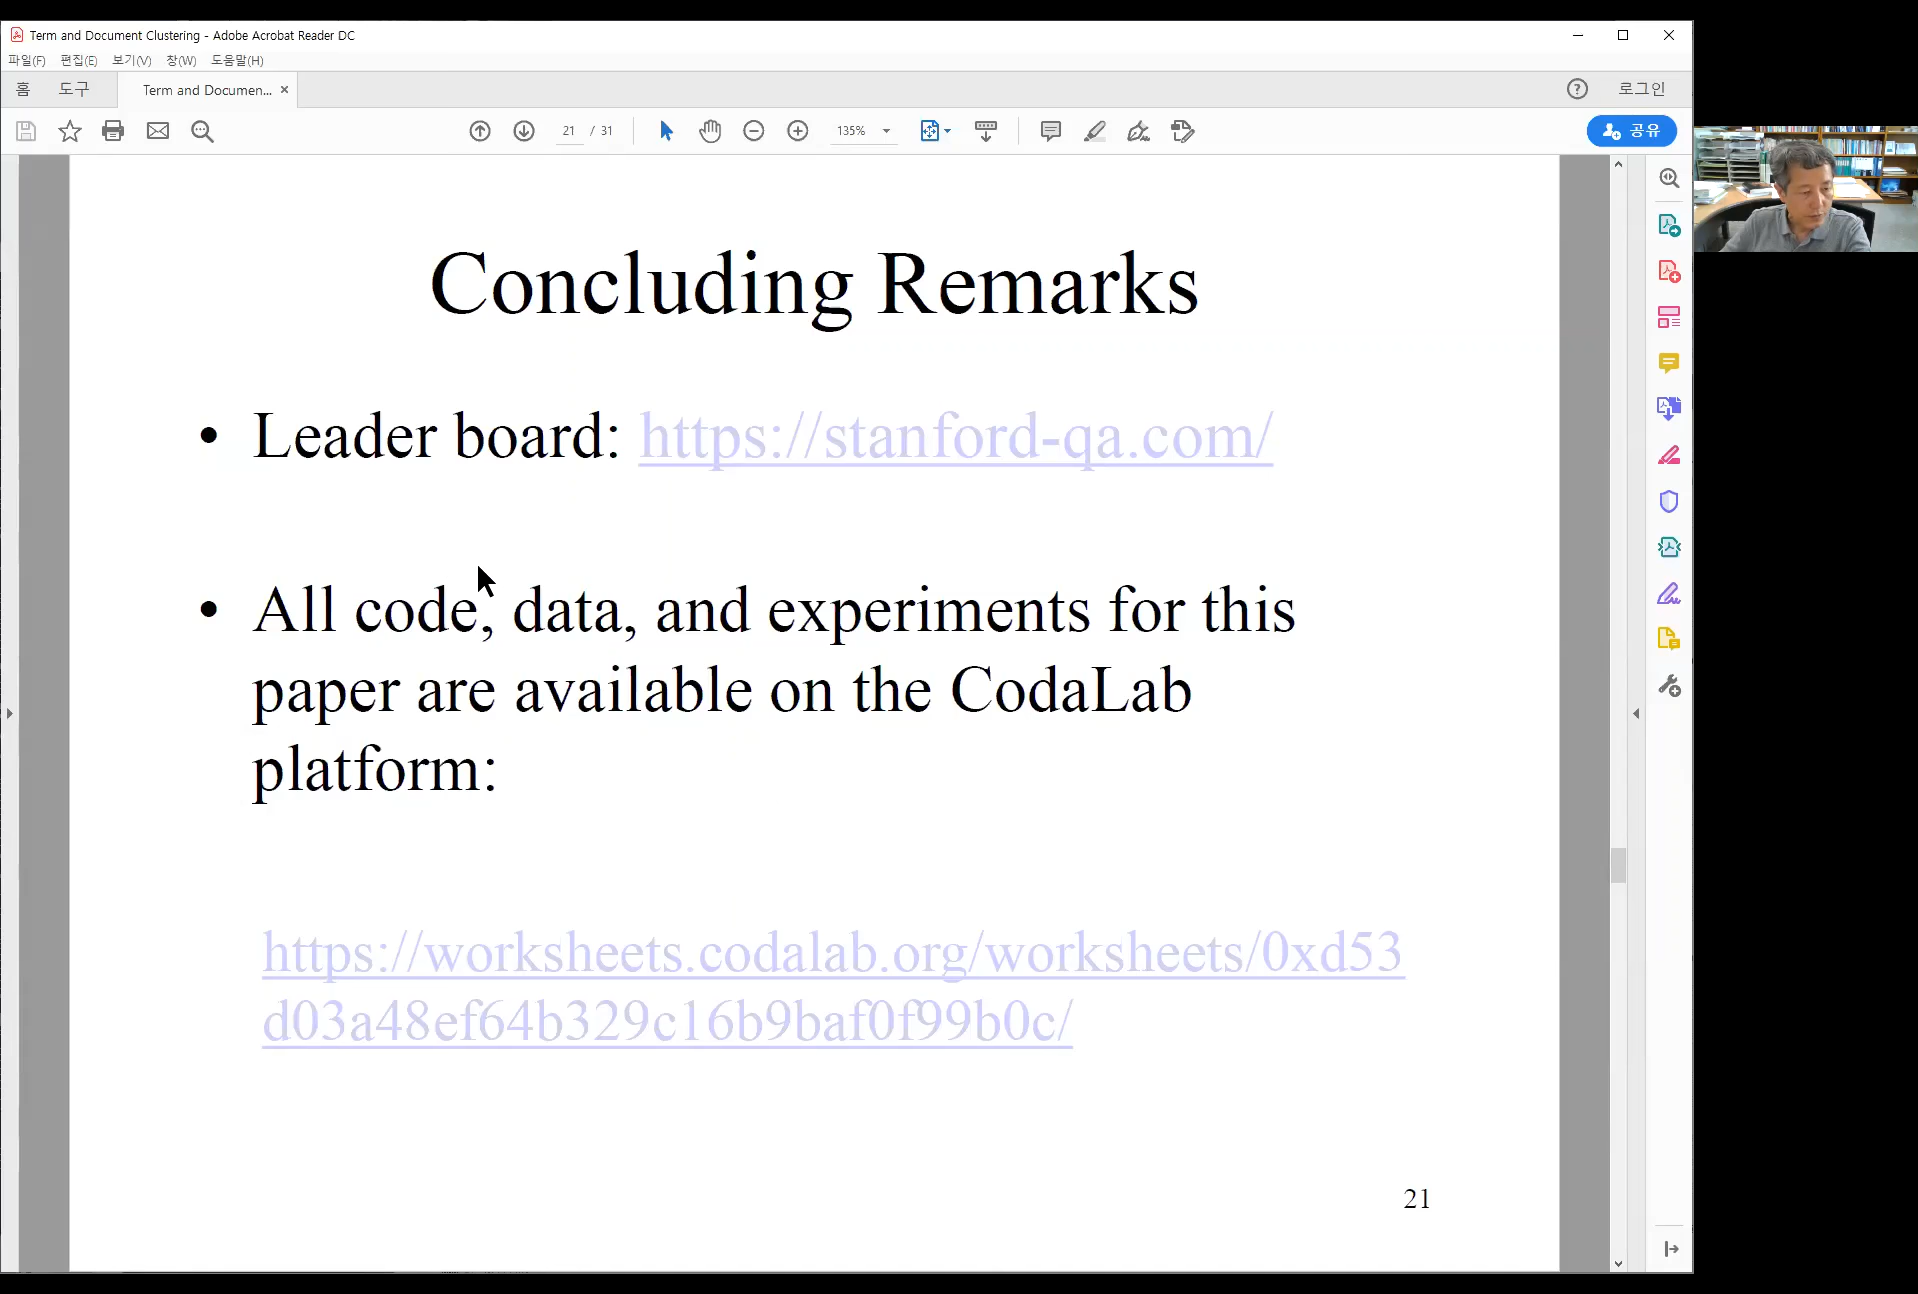 Term and Document Clustering - Adobe Acrobat Reader DC
파일(F) 편집(E) 보기(V) 창(W) 도움말(H)
홈 도구 Term and Documen... × 로그인
21 / 31 135% 공유
Concluding Remarks
• Leader board: https://stanford-qa.com/
• All code, data, and experiments for this
paper are available on the CodaLab
platform:
https://worksheets.codalab.org/worksheets/0xd53
d03a48ef64b329c16b9baf0f99b0c/
21